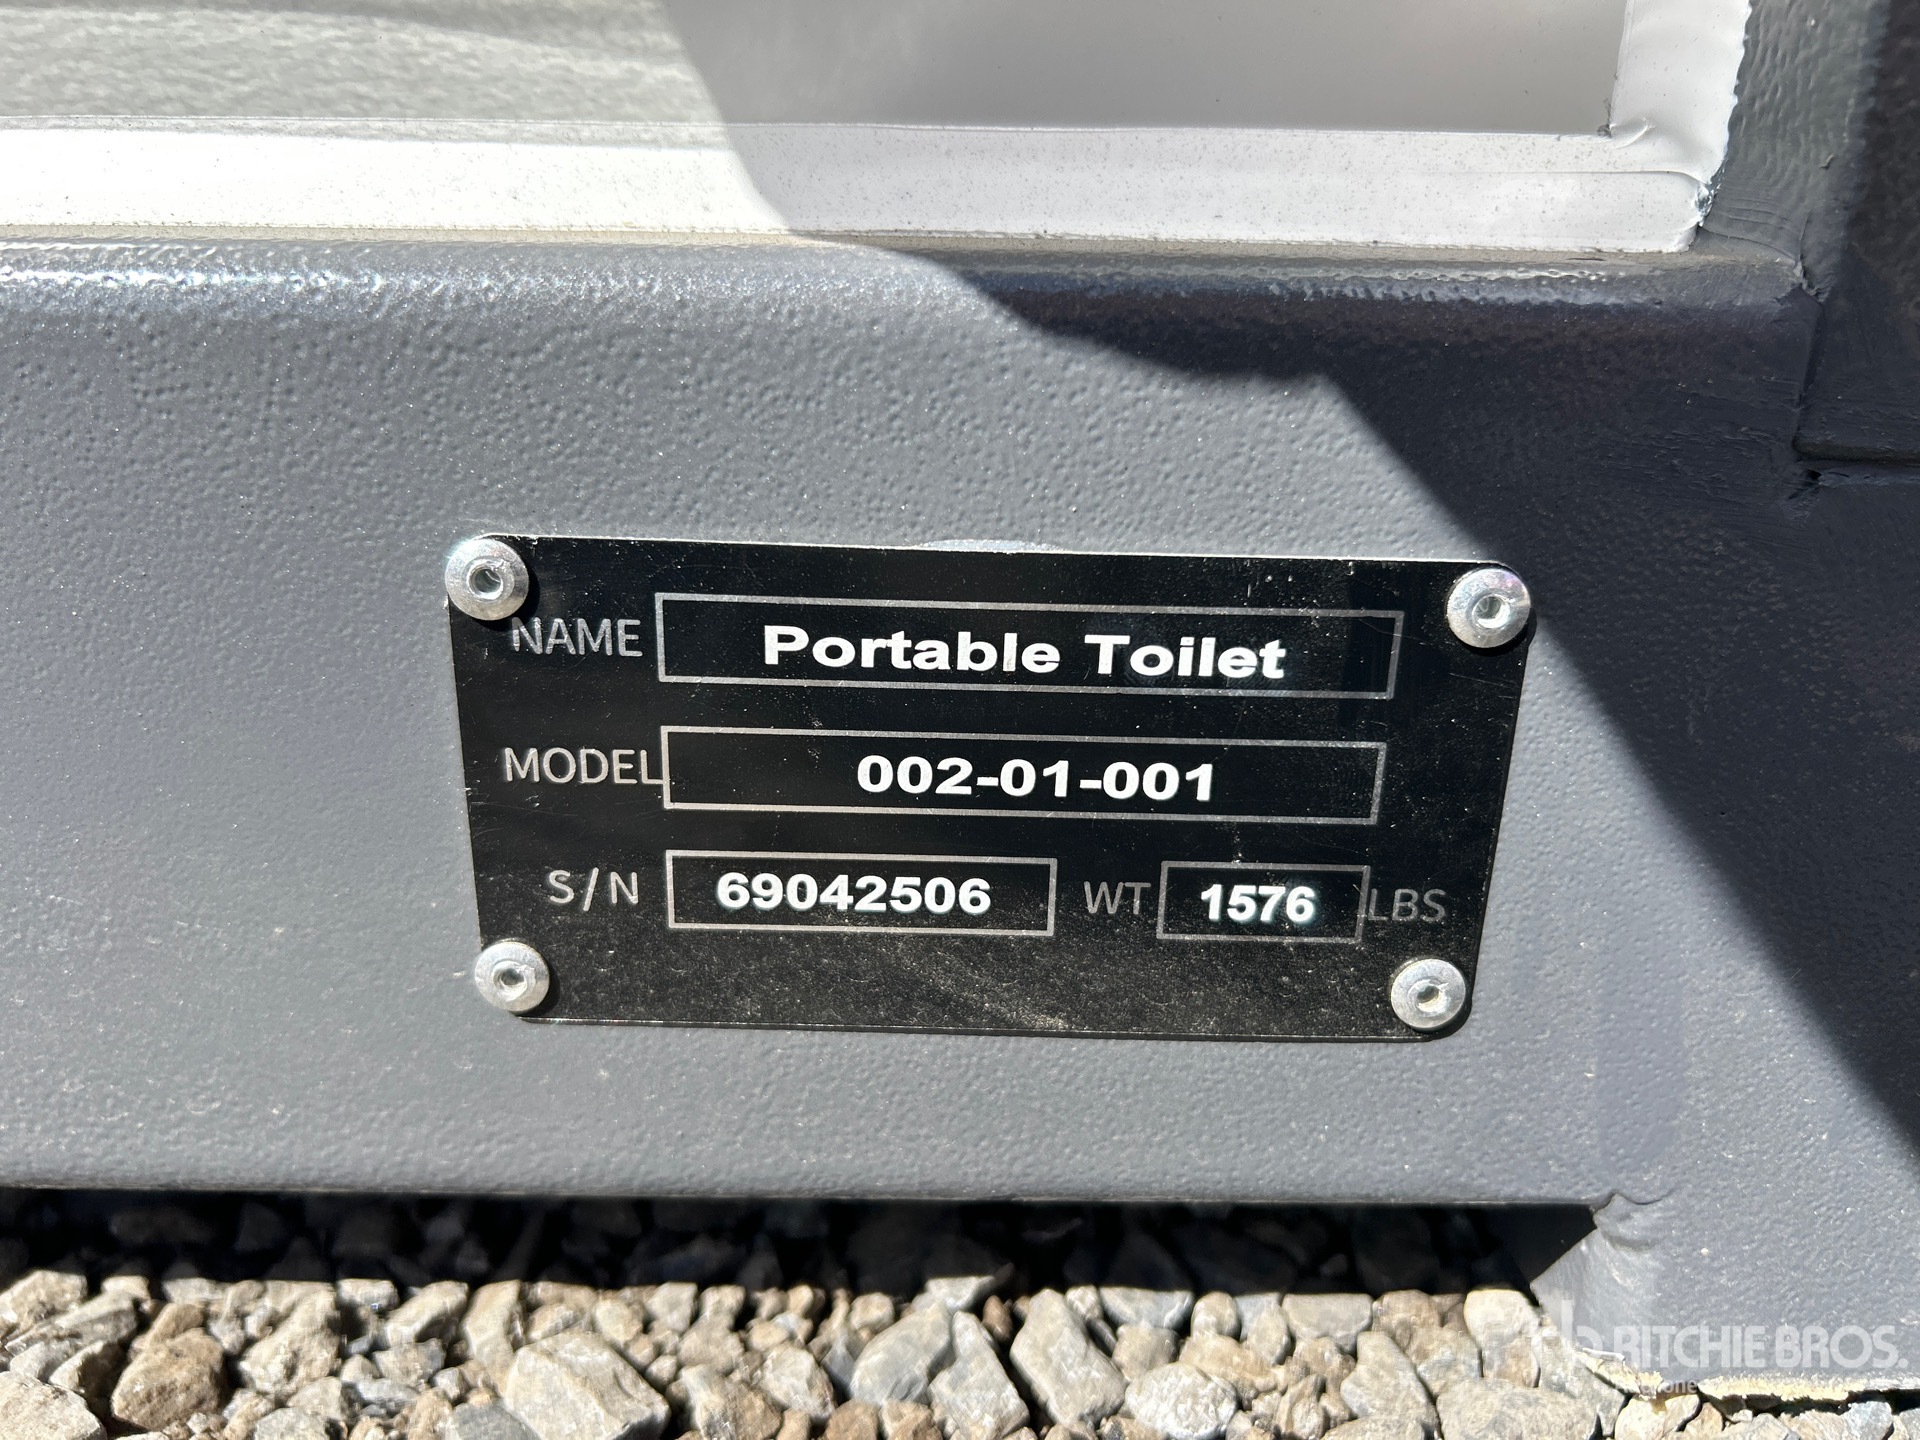 NAME Portable Toilet
MODEL 002-01-001
S/N 69042506 WT 1576 LBS
RITCHIE BROS.